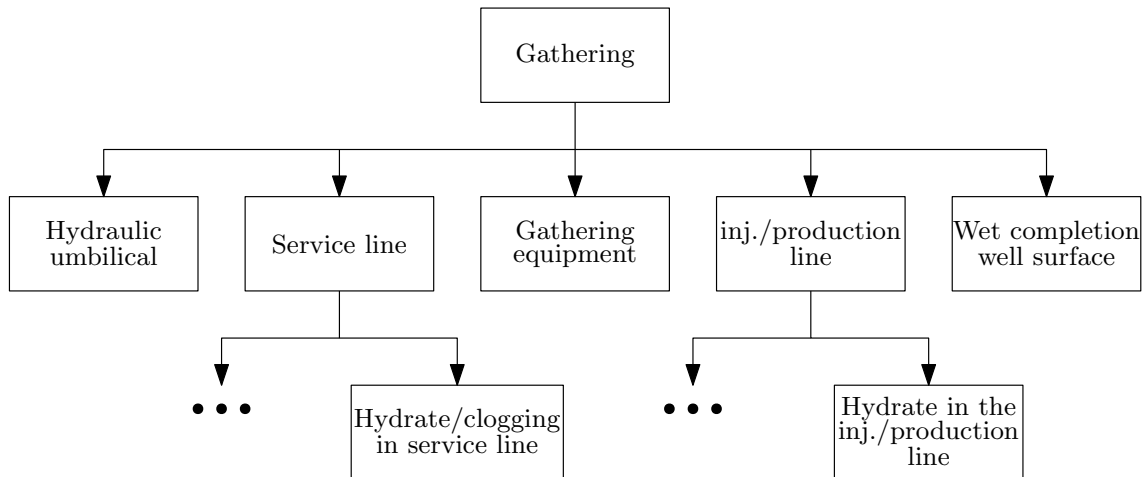 Gathering
Hydraulic
umbilical
Service line
Gathering
equipment
inj./production
line
Wet completion
well surface
•••
Hydrate/clogging
in service line
•••
Hydrate in the
inj./production
line